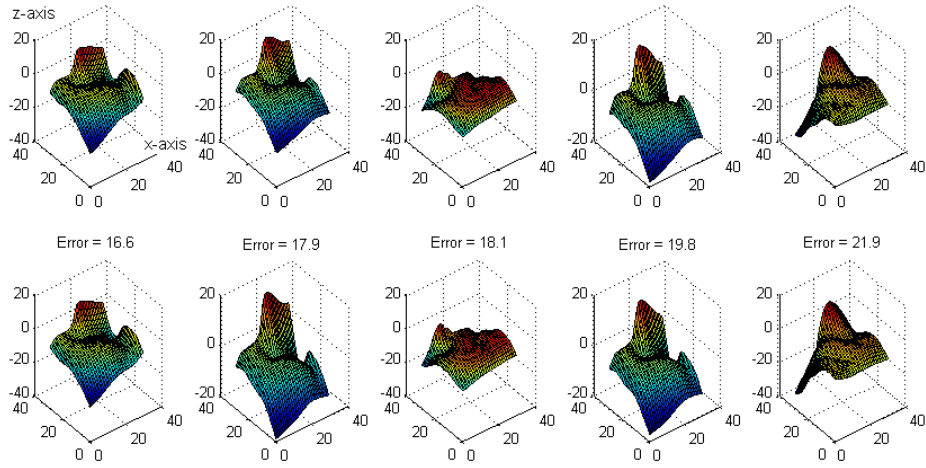 z-axis
20 20 20 20 20
0 0 0 0 0
-20 -20 -20 -20
-40 -40 -40 -20 -40
x-axis
40 40 40 40 40 40 40 40 40 40
20 20 20 20 20 20 20 20 20 20
0 0 0 0 0 0 0 0 0 0
Error = 16.6
Error = 17.9
Error = 18.1
Error = 19.8
Error = 21.9
20 20 20 20 20
0 0 0 0 0
-20 -20 -20
-40 -20 -40 -20 -40
40 40 40 40 40 40 40 40 40 40
20 20 20 20 20 20 20 20 20 20
0 0 0 0 0 0 0 0 0 0